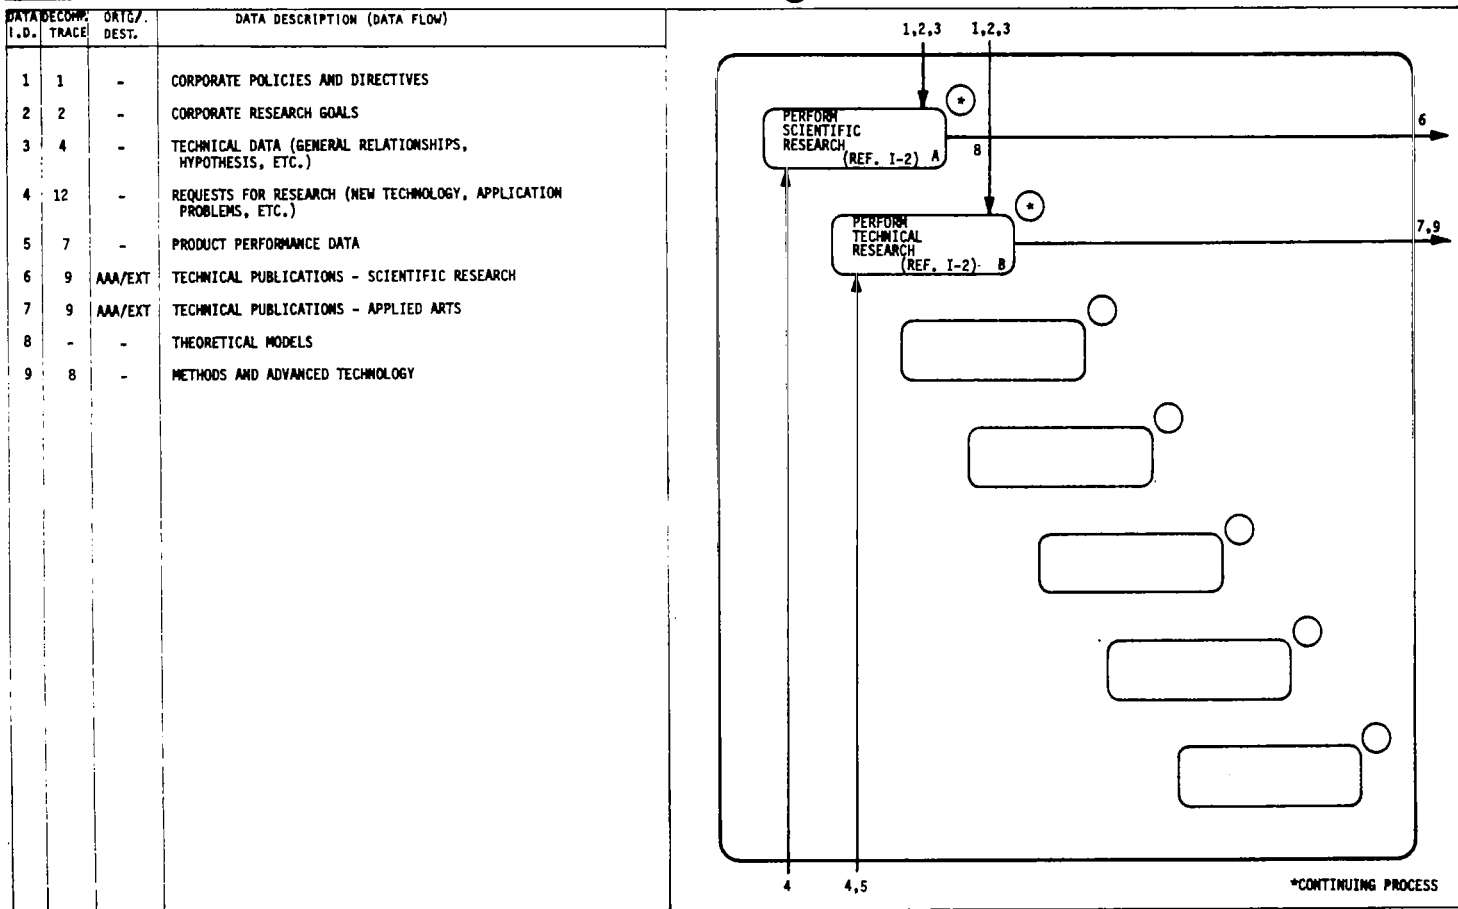 DATA I.D. DECOMP. TRACE ORIG/. DEST. DATA DESCRIPTION (DATA FLOW)
1 1 - CORPORATE POLICIES AND DIRECTIVES
2 2 - CORPORATE RESEARCH GOALS
3 4 - TECHNICAL DATA (GENERAL RELATIONSHIPS,
HYPOTHESIS, ETC.)
4 12 - REQUESTS FOR RESEARCH (NEW TECHNOLOGY, APPLICATION
PROBLEMS, ETC.)
5 7 - PRODUCT PERFORMANCE DATA
6 9 AAA/EXT TECHNICAL PUBLICATIONS - SCIENTIFIC RESEARCH
7 9 AAA/EXT TECHNICAL PUBLICATIONS - APPLIED ARTS
8 - - THEORETICAL MODELS
9 8 - METHODS AND ADVANCED TECHNOLOGY
1,2,3 1,2,3
*
PERFORM
SCIENTIFIC
RESEARCH
(REF. I-2) A
8
6
*
PERFORM
TECHNICAL
RESEARCH
(REF. I-2) B
7,9
4 4,5
*CONTINUING PROCESS